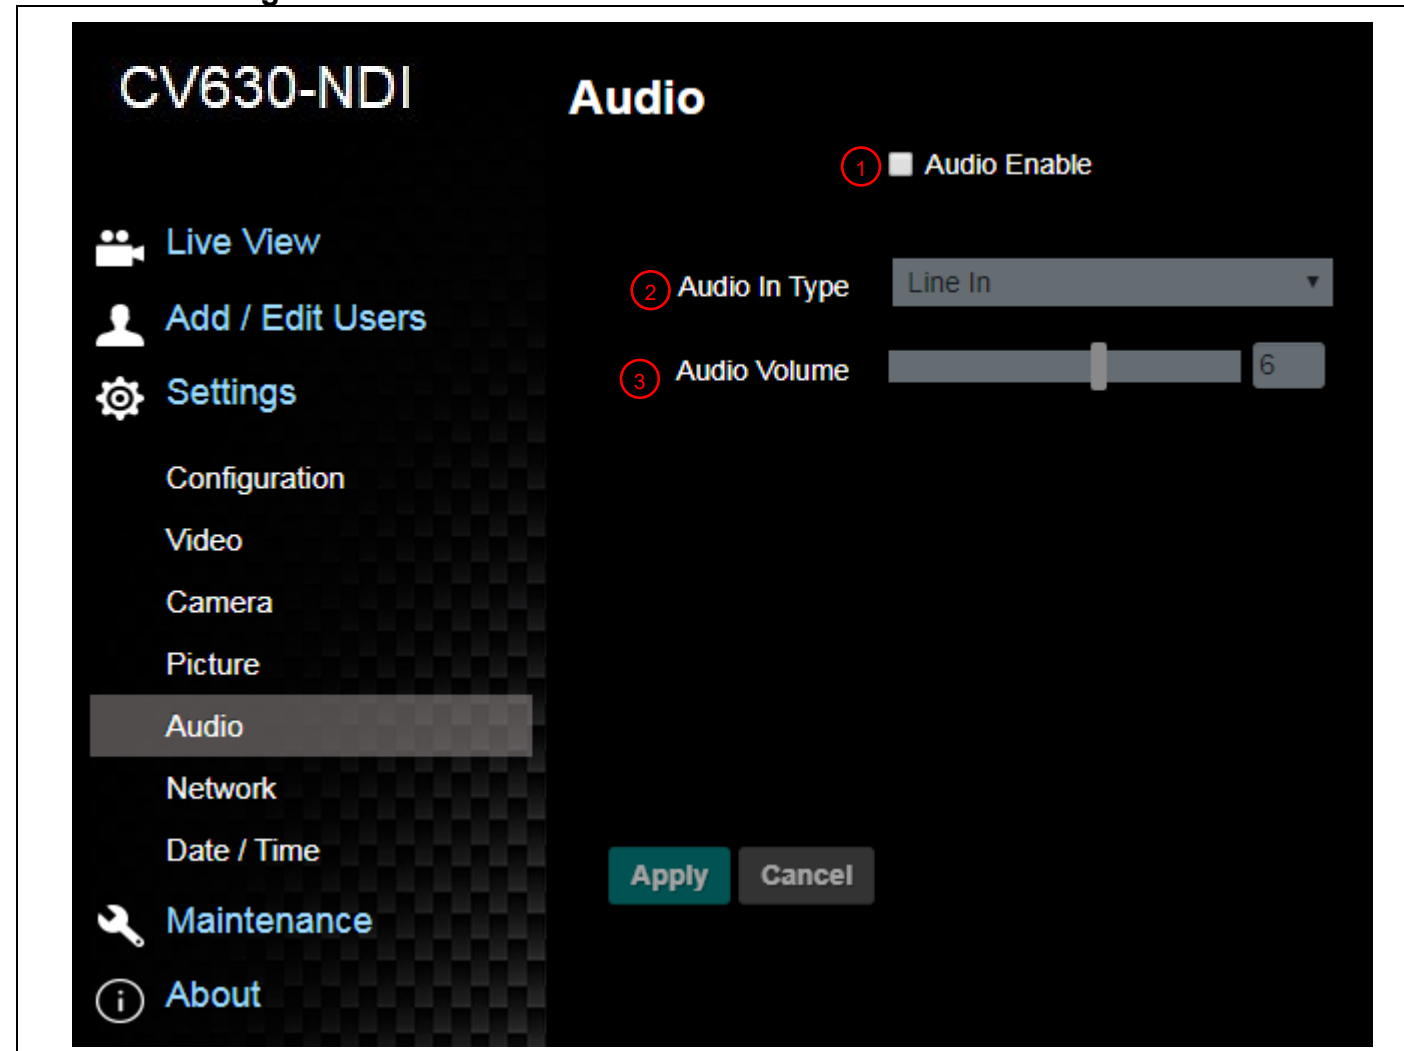 CV630-NDI
Audio
1 Audio Enable
Live View
2 Audio In Type Line In
Add / Edit Users
3 Audio Volume 6
Settings
Configuration
Video
Camera
Picture
Audio
Network
Date / Time
Apply Cancel
Maintenance
About